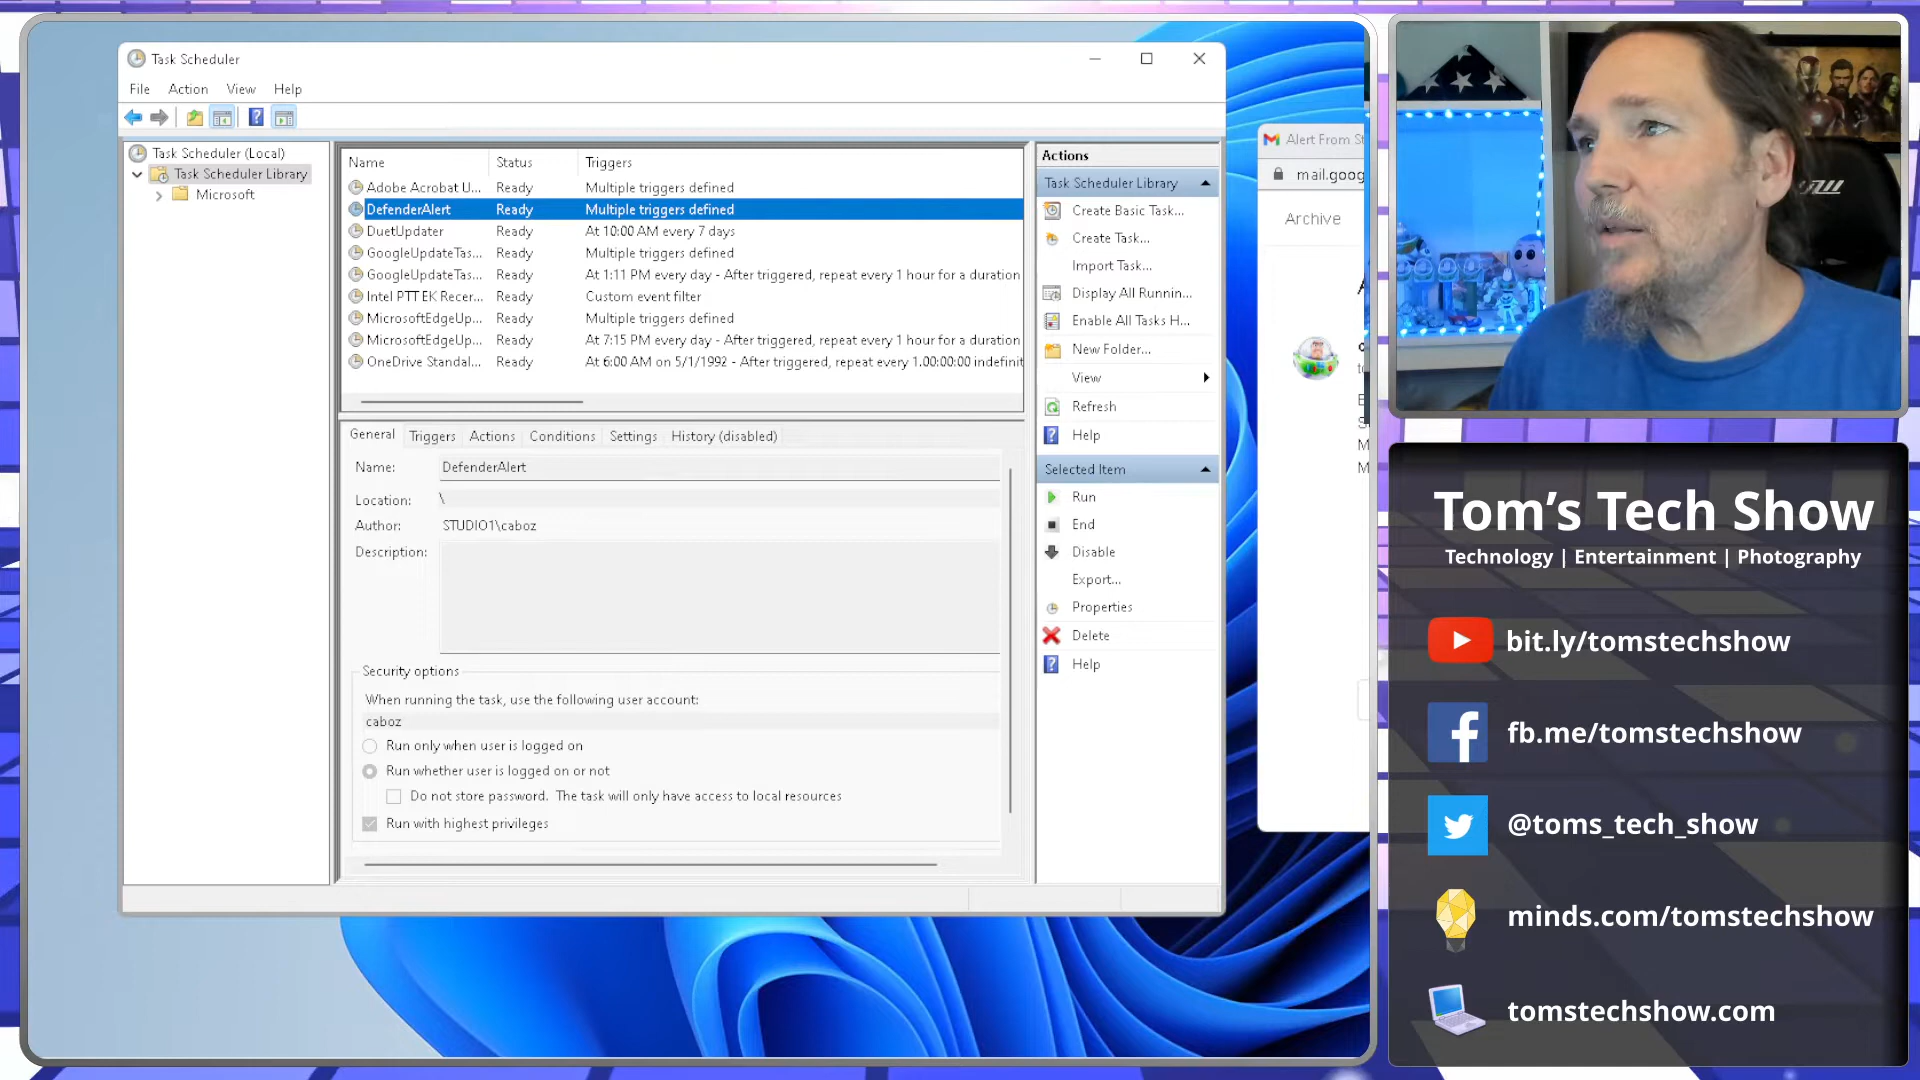 Task Scheduler
File Action View Help
Task Scheduler (Local)
Task Scheduler Library
Microsoft
Name Status Triggers
Adobe Acrobat U... Ready Multiple triggers defined
DefenderAlert Ready Multiple triggers defined
DuetUpdater Ready At 10:00 AM every 7 days
GoogleUpdateTas... Ready Multiple triggers defined
GoogleUpdateTas... Ready At 1:11 PM every day - After triggered, repeat every 1 hour for a duration
Intel PTT EK Recer... Ready Custom event filter
MicrosoftEdgeUp... Ready Multiple triggers defined
MicrosoftEdgeUp... Ready At 7:15 PM every day - After triggered, repeat every 1 hour for a duration
OneDrive Standal... Ready At 6:00 AM on 5/1/1992 - After triggered, repeat every 1.00:00:00 indefinit
General Triggers Actions Conditions Settings History (disabled)
Name: DefenderAlert
Location: \
Author: STUDIO1\caboz
Description:
Security options
When running the task, use the following user account:
caboz
Run only when user is logged on
Run whether user is logged on or not
Do not store password. The task will only have access to local resources
Run with highest privileges
Actions
Task Scheduler Library
Create Basic Task...
Create Task...
Import Task...
Display All Runnin...
Enable All Tasks H...
New Folder...
View
Refresh
Help
Selected Item
Run
End
Disable
Export...
Properties
Delete
Help
Alert From St
mail.goog
Archive
Tom's Tech Show
Technology | Entertainment | Photography
bit.ly/tomstechshow
fb.me/tomstechshow
@toms_tech_show
minds.com/tomstechshow
tomstechshow.com